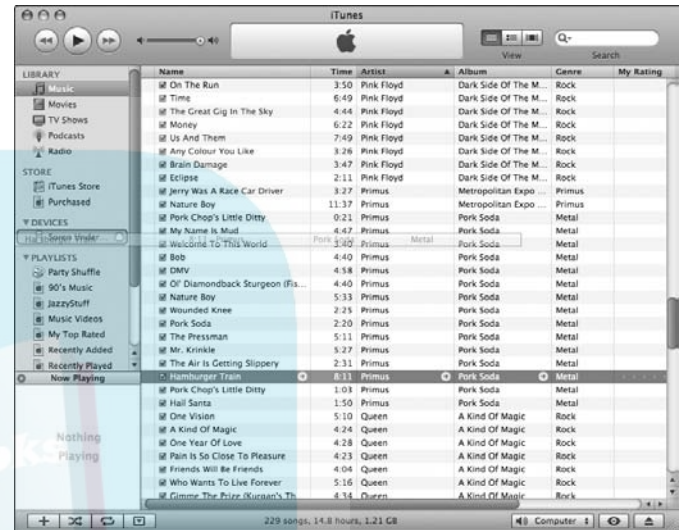 iTunes
View
Search
LIBRARY
Music
Movies
TV Shows
Podcasts
Radio
STORE
iTunes Store
Purchased
DEVICES
PLAYLISTS
Party Shuffle
90's Music
JazzyStuff
Music Videos
My Top Rated
Recently Added
Recently Played
Now Playing
Nothing
Playing
Name Time Artist Album Genre My Rating
On The Run 3:50 Pink Floyd Dark Side Of The M... Rock
Time 6:49 Pink Floyd Dark Side Of The M... Rock
The Great Gig In The Sky 4:44 Pink Floyd Dark Side Of The M... Rock
Money 6:22 Pink Floyd Dark Side Of The M... Rock
Us And Them 7:49 Pink Floyd Dark Side Of The M... Rock
Any Colour You Like 3:26 Pink Floyd Dark Side Of The M... Rock
Brain Damage 3:47 Pink Floyd Dark Side Of The M... Rock
Eclipse 2:11 Pink Floyd Dark Side Of The M... Rock
Jerry Was A Race Car Driver 3:27 Primus Metropolitan Expo ... Primus
Nature Boy 11:37 Primus Metropolitan Expo ... Primus
Pork Chop's Little Ditty 0:21 Primus Pork Soda Metal
My Name Is Mud 4:47 Primus Pork Soda Metal
Hamburger Train 8:11 Primus Pork Soda Metal
Welcome To This World 3:40 Primus Pork Soda Metal
Bob 4:40 Primus Pork Soda Metal
DMV 4:58 Primus Pork Soda Metal
Ol' Diamondback Sturgeon (Fis... 4:40 Primus Pork Soda Metal
Nature Boy 5:33 Primus Pork Soda Metal
Wounded Knee 2:25 Primus Pork Soda Metal
Pork Soda 2:20 Primus Pork Soda Metal
The Pressman 5:11 Primus Pork Soda Metal
Mr. Krinkle 5:27 Primus Pork Soda Metal
The Air Is Getting Slippery 2:31 Primus Pork Soda Metal
Hamburger Train 8:11 Primus Pork Soda Metal
Pork Chop's Little Ditty 1:03 Primus Pork Soda Metal
Hail Santa 1:50 Primus Pork Soda Metal
One Vision 5:10 Queen A Kind Of Magic Rock
A Kind Of Magic 4:24 Queen A Kind Of Magic Rock
One Year Of Love 4:28 Queen A Kind Of Magic Rock
Pain Is So Close To Pleasure 4:23 Queen A Kind Of Magic Rock
Friends Will Be Friends 4:04 Queen A Kind Of Magic Rock
Who Wants To Live Forever 5:16 Queen A Kind Of Magic Rock
Gimme The Prize (Kurgan's Th... 4:34 Queen A Kind Of Magic Rock
229 songs, 14.8 hours, 1.21 GB
Computer